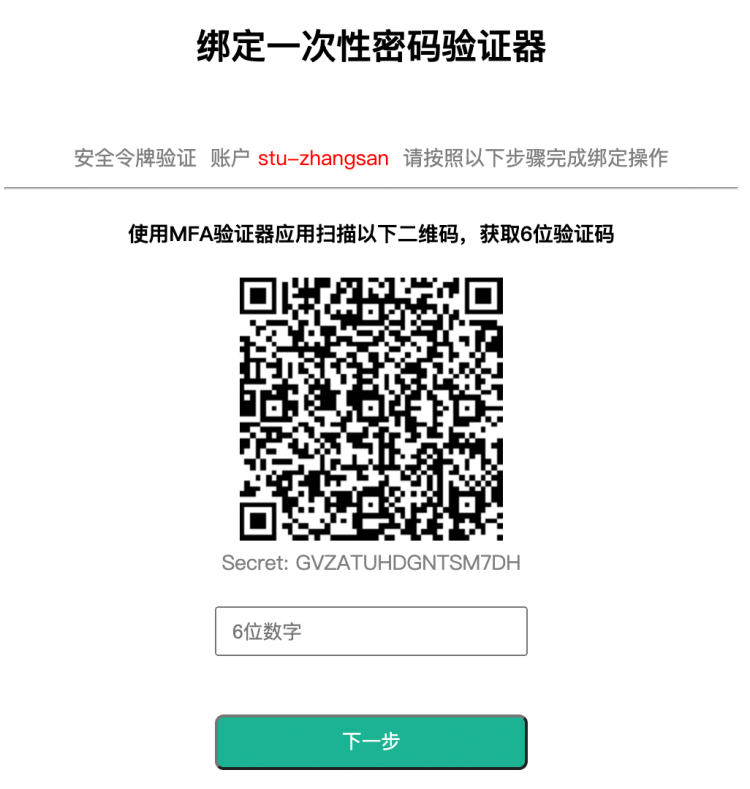 绑定一次性密码验证器
安全令牌验证 账户 stu-zhangsan 请按照以下步骤完成绑定操作
使用MFA验证器应用扫描以下二维码，获取6位验证码
Secret: GVZATUHDGNTSM7DH
6位数字
下一步